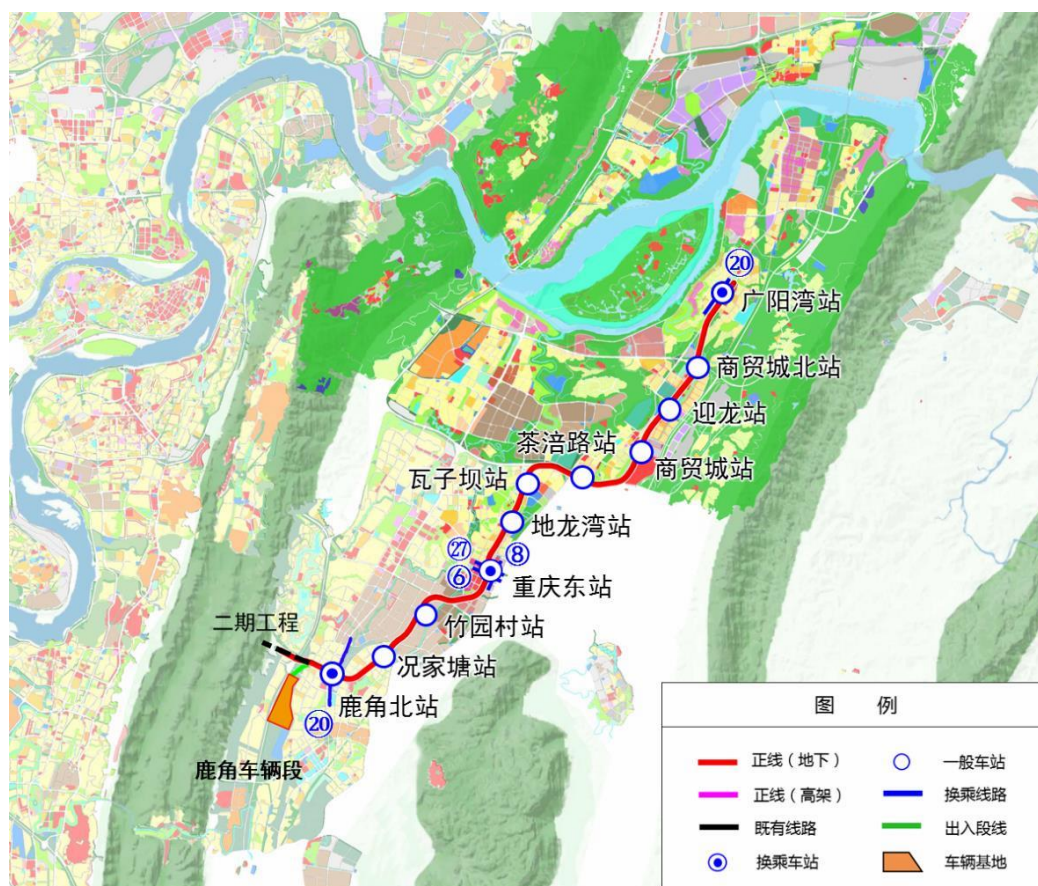 ⑳
广阳湾站
商贸城北站
迎龙站
茶涪路站
商贸城站
瓦子坝站
地龙湾站
㉗
⑧
⑥
重庆东站
竹园村站
二期工程
况家塘站
鹿角北站
⑳
鹿角车辆段
图 例
正线（地下）
一般车站
正线（高架）
换乘线路
既有线路
出入段线
换乘车站
车辆基地